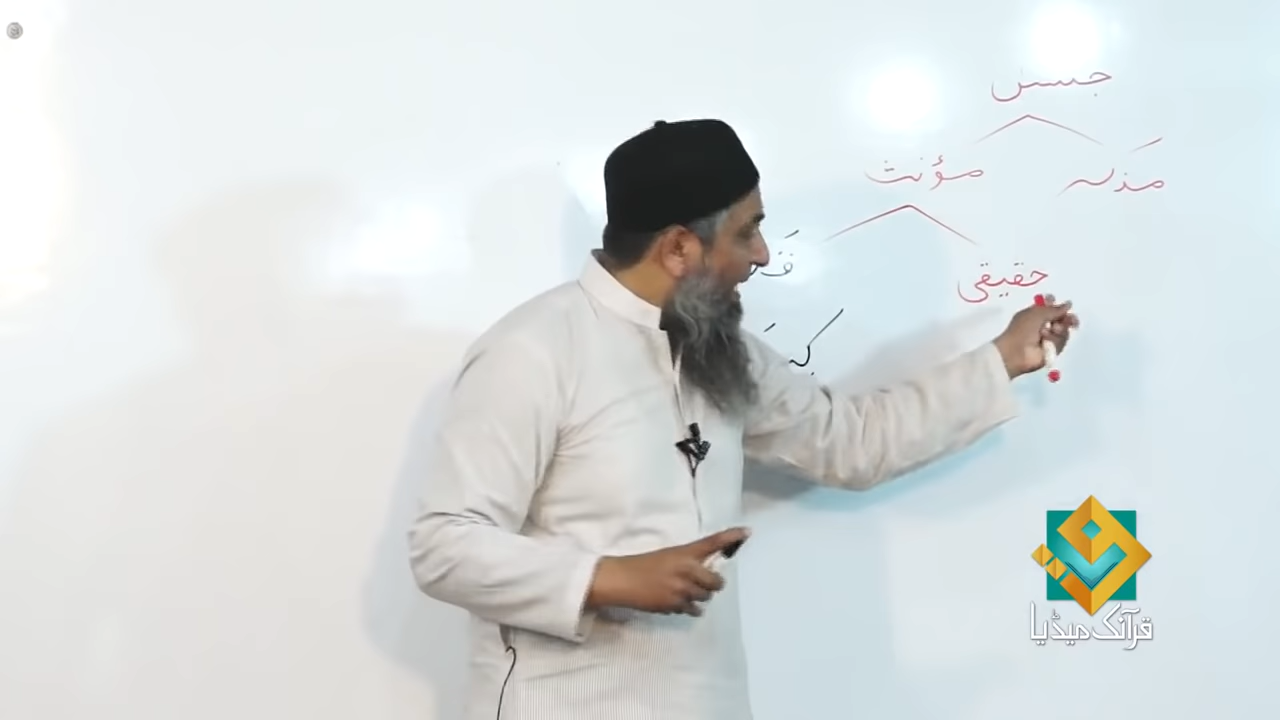 جنس
مذکر مؤنث
حقیقی
قرآنک میڈیا